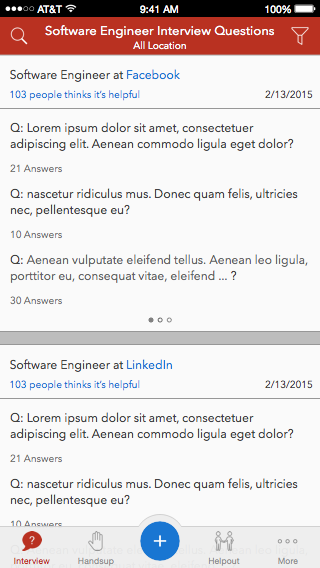 AT&T 9:41 AM 100%
Software Engineer Interview Questions
All Location
Software Engineer at Facebook
103 people thinks it's helpful 2/13/2015
Q: Lorem ipsum dolor sit amet, consectetuer
adipiscing elit. Aenean commodo ligula eget dolor?
21 Answers
Q: nascetur ridiculus mus. Donec quam felis, ultricies
nec, pellentesque eu?
10 Answers
Q: Aenean vulputate eleifend tellus. Aenean leo ligula,
porttitor eu, consequat vitae, eleifend ... ?
30 Answers
Software Engineer at LinkedIn
103 people thinks it's helpful 2/13/2015
Q: Lorem ipsum dolor sit amet, consectetuer
adipiscing elit. Aenean commodo ligula eget dolor?
21 Answers
Q: nascetur ridiculus mus. Donec quam felis, ultricies
nec, pellentesque eu?
10 Answers
Interview Handsup Helpout More